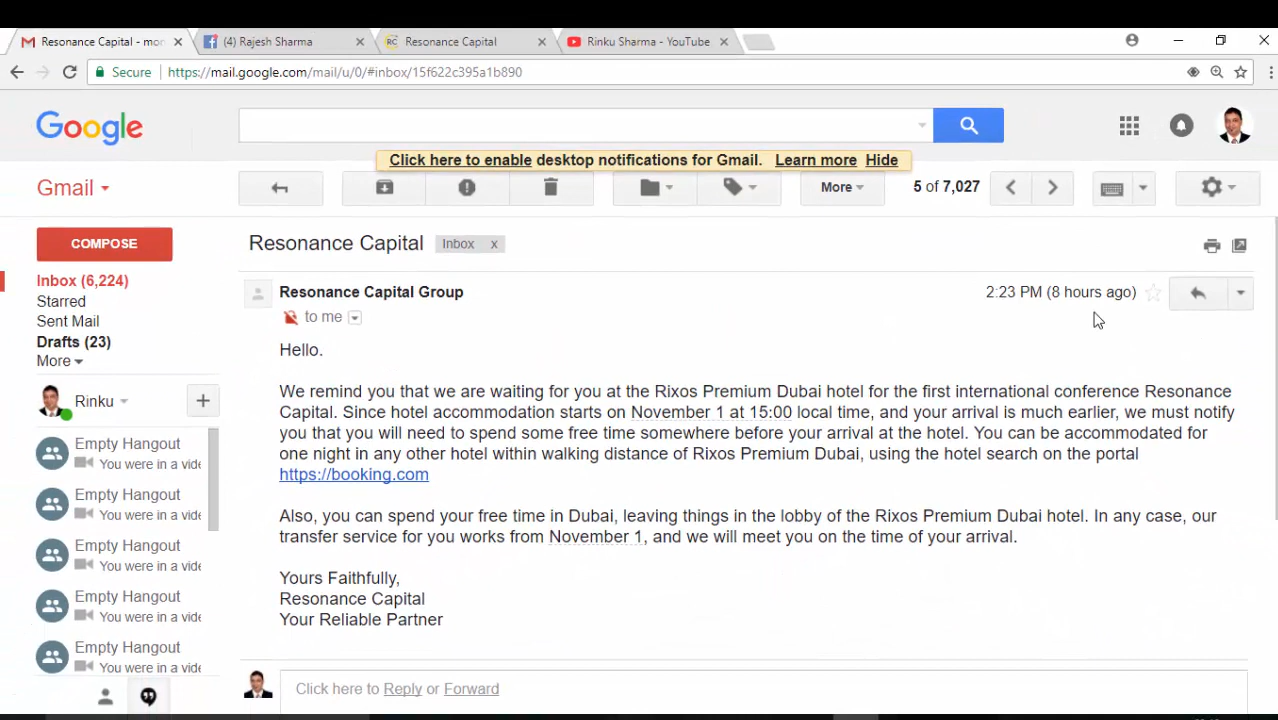 Resonance Capital - mon
(4) Rajesh Sharma
Resonance Capital
Rinku Sharma - YouTube
Secure
https://mail.google.com/mail/u/0/#inbox/15f622c395a1b890
Google
Click here to enable desktop notifications for Gmail. Learn more Hide
Gmail
More
5 of 7,027
COMPOSE
Inbox (6,224)
Starred
Sent Mail
Drafts (23)
More
Rinku
Empty Hangout
You were in a vide
Empty Hangout
You were in a vide
Empty Hangout
You were in a vide
Empty Hangout
You were in a vide
Empty Hangout
You were in a vide
Resonance Capital
Inbox x
Resonance Capital Group
2:23 PM (8 hours ago)
to me
Hello.
We remind you that we are waiting for you at the Rixos Premium Dubai hotel for the first international conference Resonance
Capital. Since hotel accommodation starts on November 1 at 15:00 local time, and your arrival is much earlier, we must notify
you that you will need to spend some free time somewhere before your arrival at the hotel. You can be accommodated for
one night in any other hotel within walking distance of Rixos Premium Dubai, using the hotel search on the portal
https://booking.com
Also, you can spend your free time in Dubai, leaving things in the lobby of the Rixos Premium Dubai hotel. In any case, our
transfer service for you works from November 1, and we will meet you on the time of your arrival.
Yours Faithfully,
Resonance Capital
Your Reliable Partner
Click here to Reply or Forward